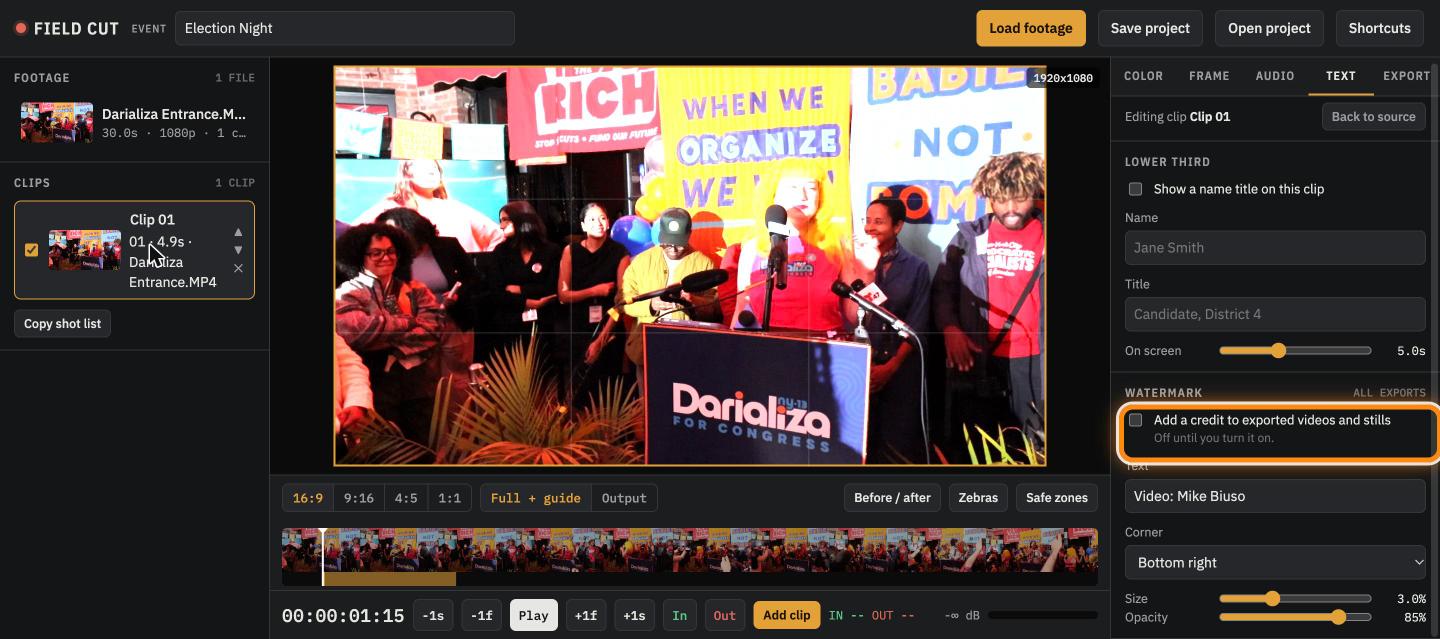 FIELD CUT
EVENT
Election Night
Load footage
Save project
Open project
Shortcuts
FOOTAGE
1 FILE
Darializa Entrance.M…
30.0s · 1080p · 1 c…
CLIPS
1 CLIP
Clip 01
01 · 4.9s ·
Darializa
Entrance.MP4
Copy shot list
1920x1080
RICH
STOP CUTS • FUND OUR FUTURE
WHEN WE
ORGANIZE
WE
BABIE
NOT
BOM
SIALISTS
NY1
47
ny-13
Darializa
FOR CONGRESS
16:9
9:16
4:5
1:1
Full + guide
Output
Before / after
Zebras
Safe zones
00:00:01:15
-1s
-1f
Play
+1f
+1s
In
Out
Add clip
IN --
OUT --
-∞ dB
COLOR
FRAME
AUDIO
TEXT
EXPORT
Editing clip Clip 01
Back to source
LOWER THIRD
Show a name title on this clip
Name
Jane Smith
Title
Candidate, District 4
On screen
5.0s
WATERMARK
ALL EXPORTS
Add a credit to exported videos and stills
Off until you turn it on.
Text
Video: Mike Biuso
Corner
Bottom right
Size
3.0%
Opacity
85%